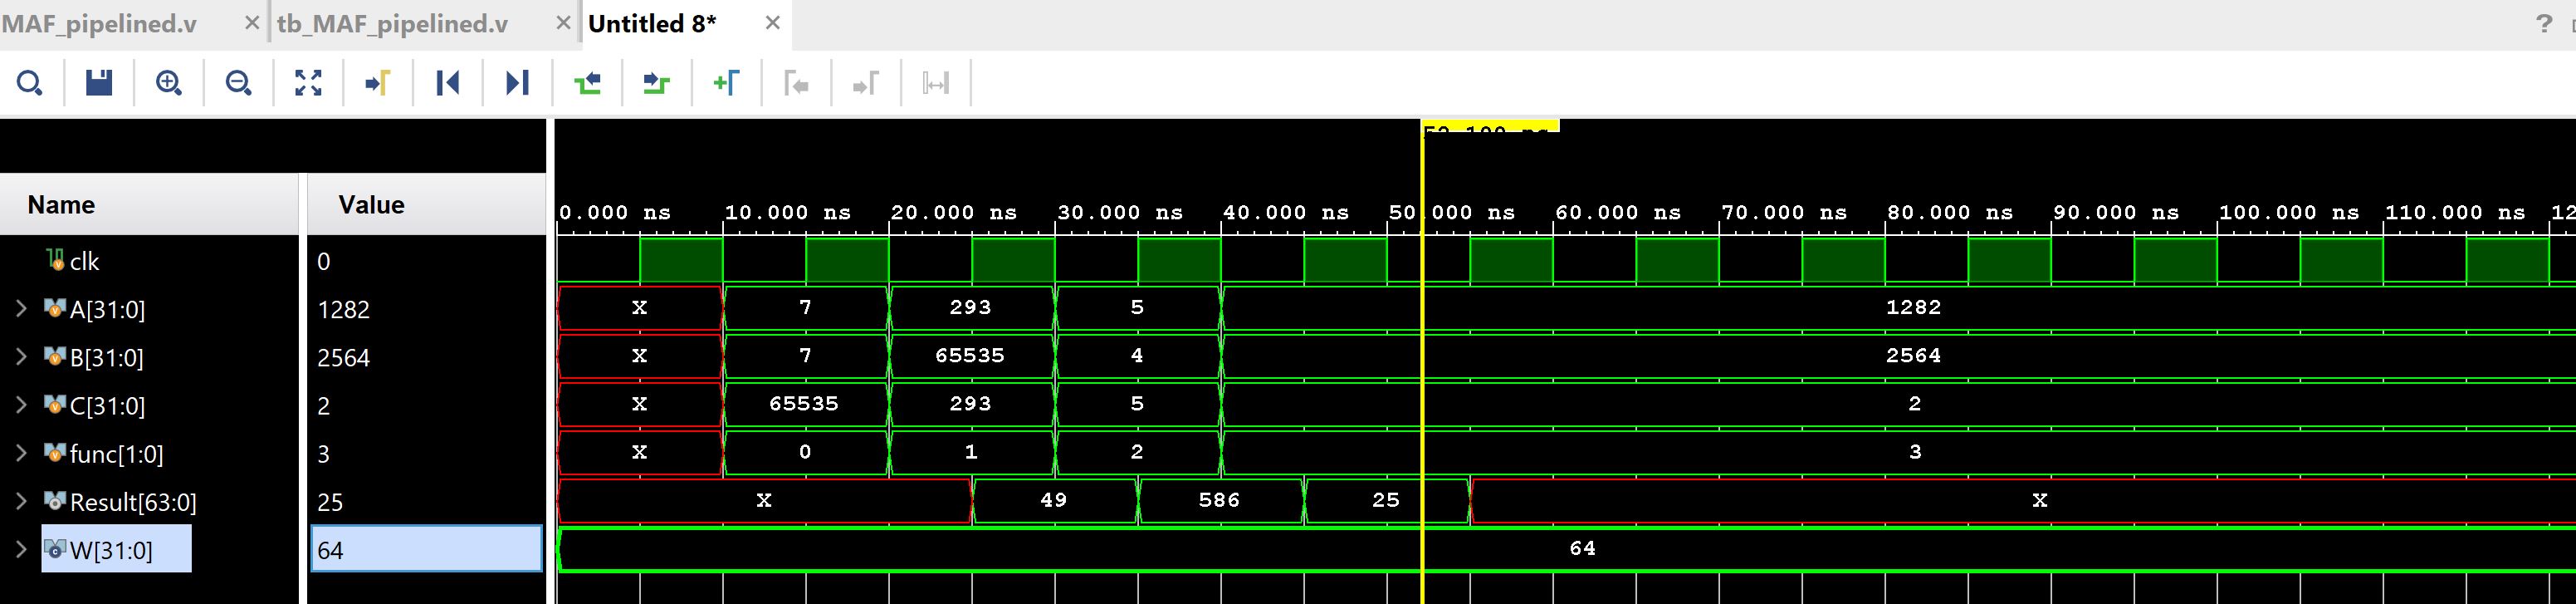 MAF_pipelined.v × tb_MAF_pipelined.v × Untitled 8* × ?
Name Value
0.000 ns 10.000 ns 20.000 ns 30.000 ns 40.000 ns 50.000 ns 60.000 ns 70.000 ns 80.000 ns 90.000 ns 100.000 ns 110.000 ns
clk 0
A[31:0] 1282 X 7 293 5 1282
B[31:0] 2564 X 7 65535 4 2564
C[31:0] 2 X 65535 293 5 2
func[1:0] 3 X 0 1 2 3
Result[63:0] 25 X 49 586 25 X
W[31:0] 64 64